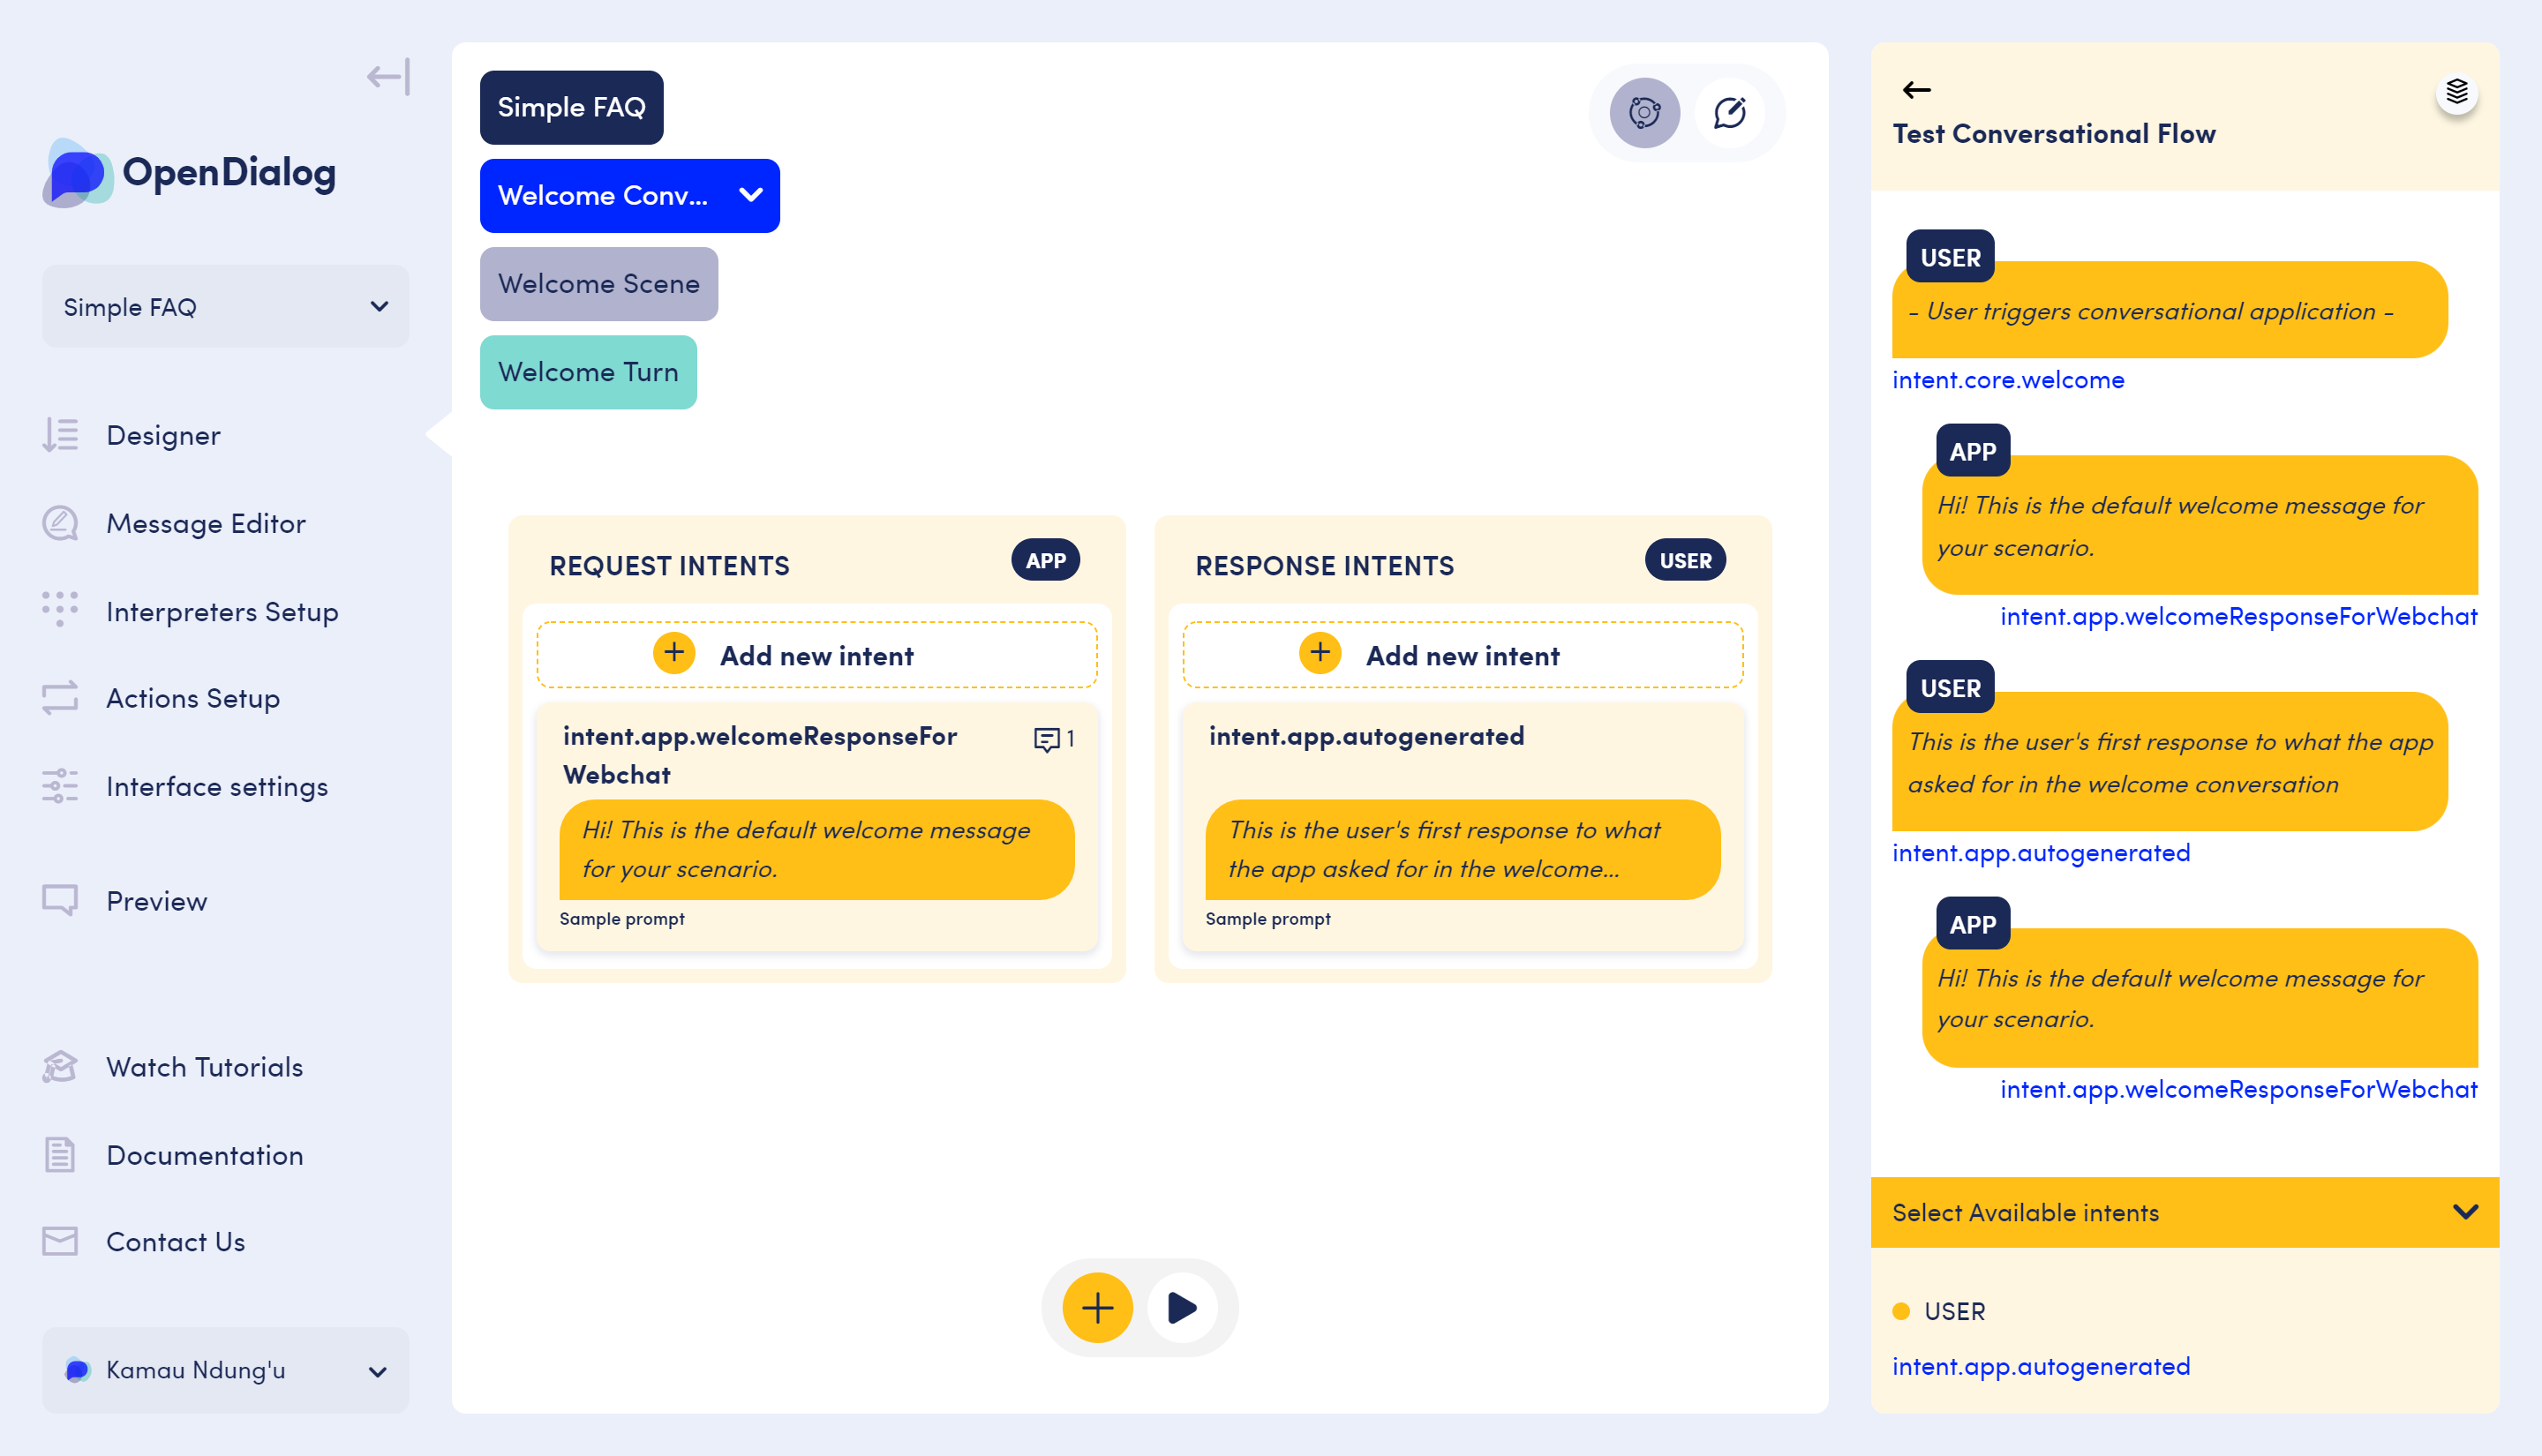 OpenDialog
Simple FAQ
Designer
Message Editor
Interpreters Setup
Actions Setup
Interface settings
Preview
Watch Tutorials
Documentation
Contact Us
Kamau Ndung'u
Simple FAQ
Welcome Conv...
Welcome Scene
Welcome Turn
REQUEST INTENTS
APP
Add new intent
intent.app.welcomeResponseFor
Webchat
1
Hi! This is the default welcome message
for your scenario.
Sample prompt
RESPONSE INTENTS
USER
Add new intent
intent.app.autogenerated
This is the user's first response to what
the app asked for in the welcome...
Sample prompt
Test Conversational Flow
USER
- User triggers conversational application -
intent.core.welcome
APP
Hi! This is the default welcome message for
your scenario.
intent.app.welcomeResponseForWebchat
USER
This is the user's first response to what the app
asked for in the welcome conversation
intent.app.autogenerated
APP
Hi! This is the default welcome message for
your scenario.
intent.app.welcomeResponseForWebchat
Select Available intents
USER
intent.app.autogenerated